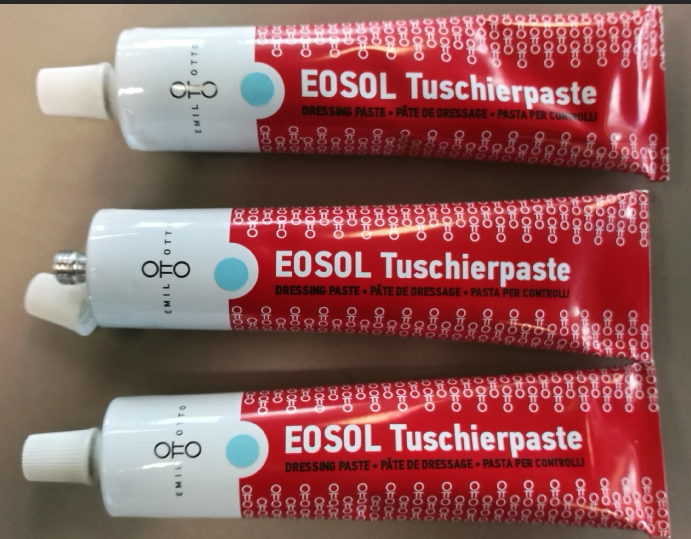 EMIL OTTO
EOSOL Tuschierpaste
DRESSING PASTE • PÂTE DE DRESSAGE • PASTA PER CONTROLLI
EMIL OTTO
EOSOL Tuschierpaste
DRESSING PASTE • PÂTE DE DRESSAGE • PASTA PER CONTROLLI
EMIL OTTO
EOSOL Tuschierpaste
DRESSING PASTE • PÂTE DE DRESSAGE • PASTA PER CONTROLLI